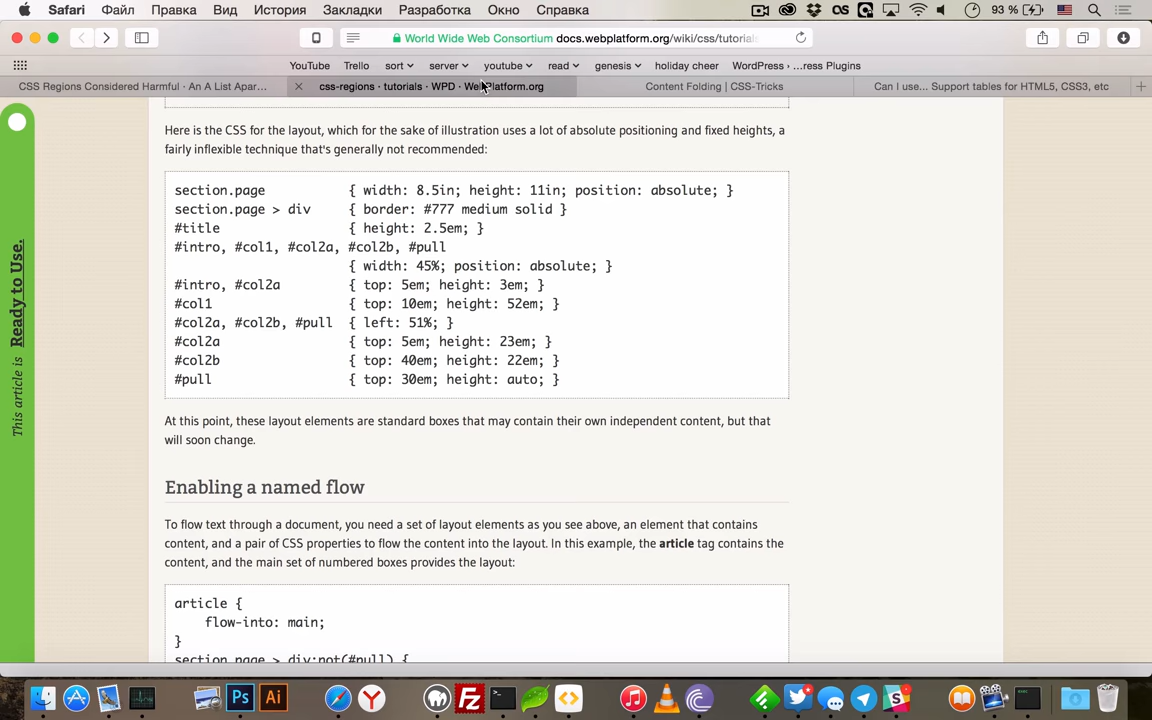 Safari Файл Правка Вид История Закладки Разработка Окно Справка 93 %
World Wide Web Consortium docs.webplatform.org/wiki/css/tutorials
YouTube Trello sort server youtube read genesis holiday cheer WordPress › …ress Plugins
CSS Regions Considered Harmful · An A List Apar… css-regions · tutorials · WPD · WebPlatform.org Content Folding | CSS-Tricks Can I use... Support tables for HTML5, CSS3, etc
This article is Ready to Use.
Here is the CSS for the layout, which for the sake of illustration uses a lot of absolute positioning and fixed heights, a
fairly inflexible technique that's generally not recommended:
section.page { width: 8.5in; height: 11in; position: absolute; }
section.page > div { border: #777 medium solid }
#title { height: 2.5em; }
#intro, #col1, #col2a, #col2b, #pull
{ width: 45%; position: absolute; }
#intro, #col2a { top: 5em; height: 3em; }
#col1 { top: 10em; height: 52em; }
#col2a, #col2b, #pull { left: 51%; }
#col2a { top: 5em; height: 23em; }
#col2b { top: 40em; height: 22em; }
#pull { top: 30em; height: auto; }
At this point, these layout elements are standard boxes that may contain their own independent content, but that
will soon change.
Enabling a named flow
To flow text through a document, you need a set of layout elements as you see above, an element that contains
content, and a pair of CSS properties to flow the content into the layout. In this example, the article tag contains the
content, and the main set of numbered boxes provides the layout:
article {
flow-into: main;
}
section.page > div:not(#pull) {
Ps Ai